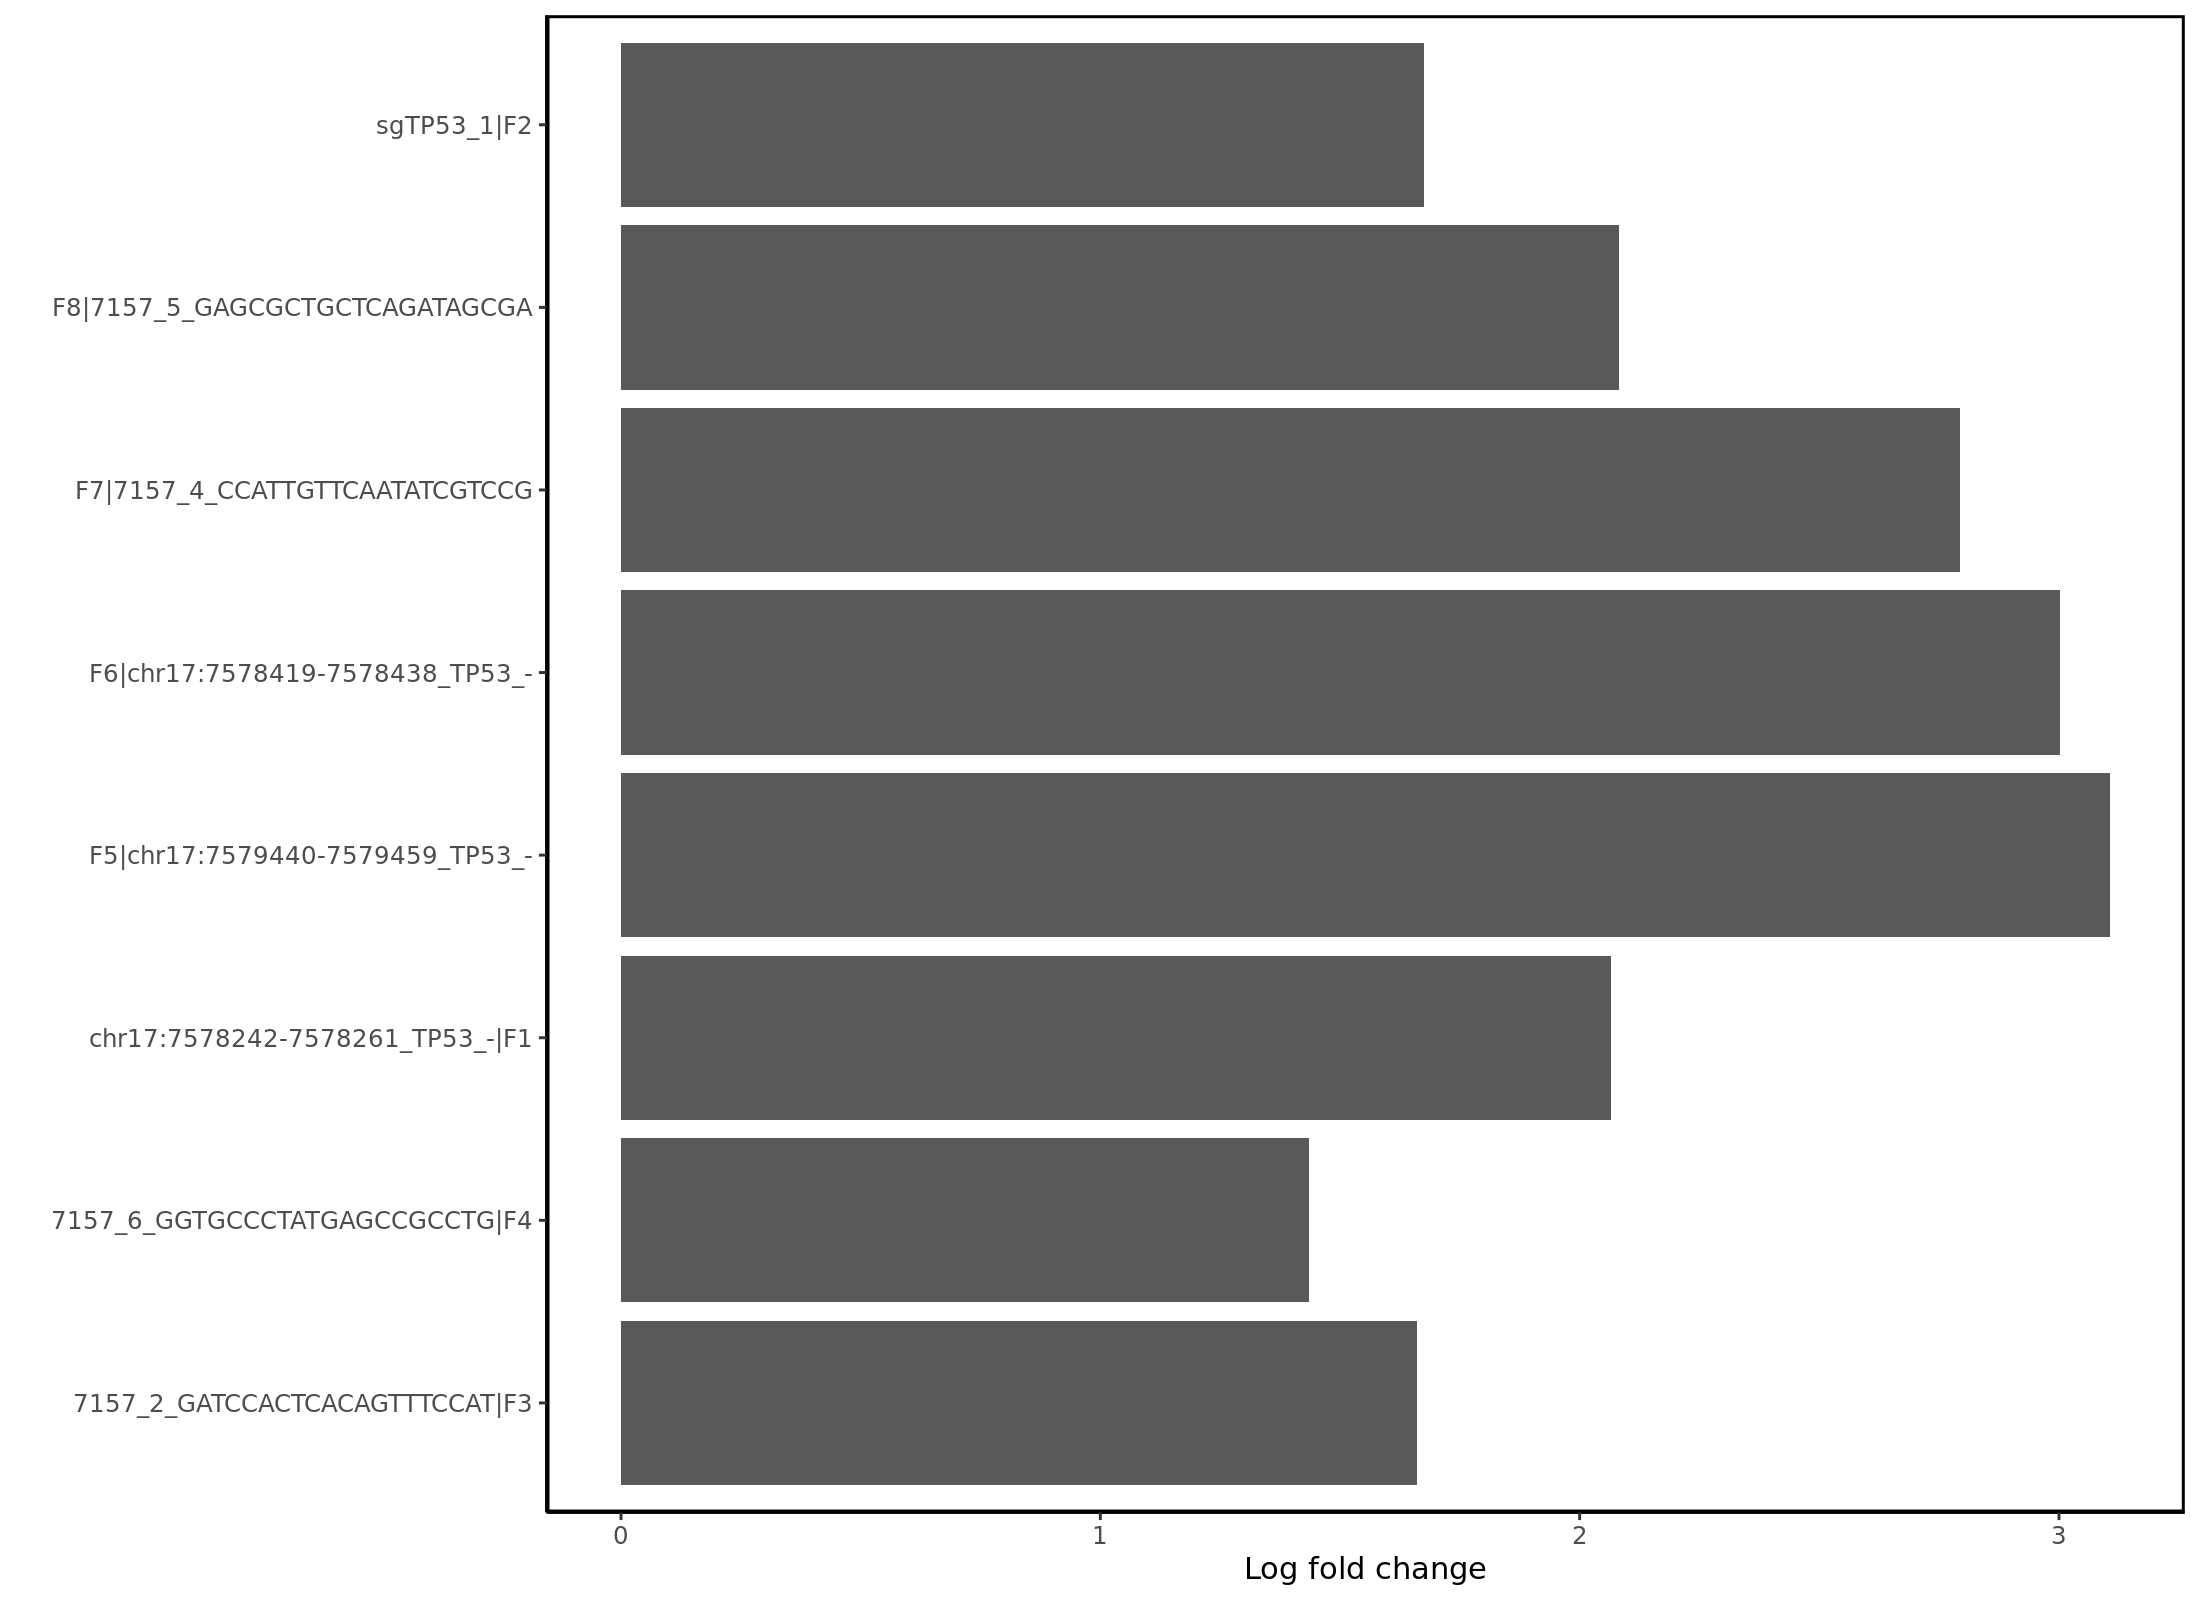 sgTP53_1|F2
F8|7157_5_GAGCGCTGCTCAGATAGCGA
F7|7157_4_CCATTGTTCAATATCGTCCG
F6|chr17:7578419-7578438_TP53_-
F5|chr17:7579440-7579459_TP53_-
chr17:7578242-7578261_TP53_-|F1
7157_6_GGTGCCCTATGAGCCGCCTG|F4
7157_2_GATCCACTCACAGTTTCCAT|F3
0 1 2 3
Log fold change